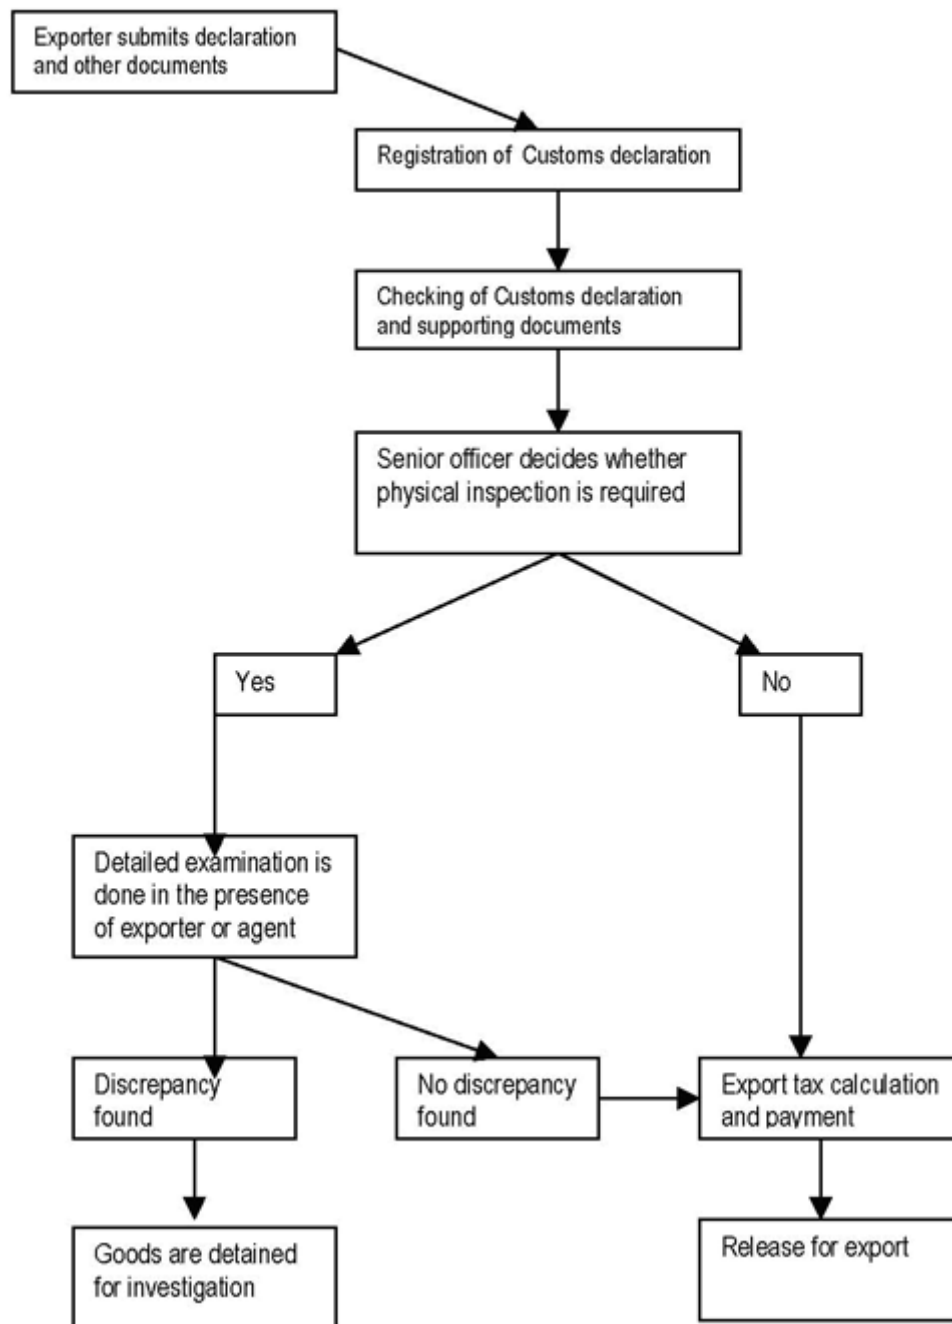 Exporter submits declaration
and other documents
Registration of Customs declaration
Checking of Customs declaration
and supporting documents
Senior officer decides whether
physical inspection is required
Yes
No
Detailed examination is
done in the presence
of exporter or agent
Discrepancy
found
No discrepancy
found
Export tax calculation
and payment
Goods are detained
for investigation
Release for export